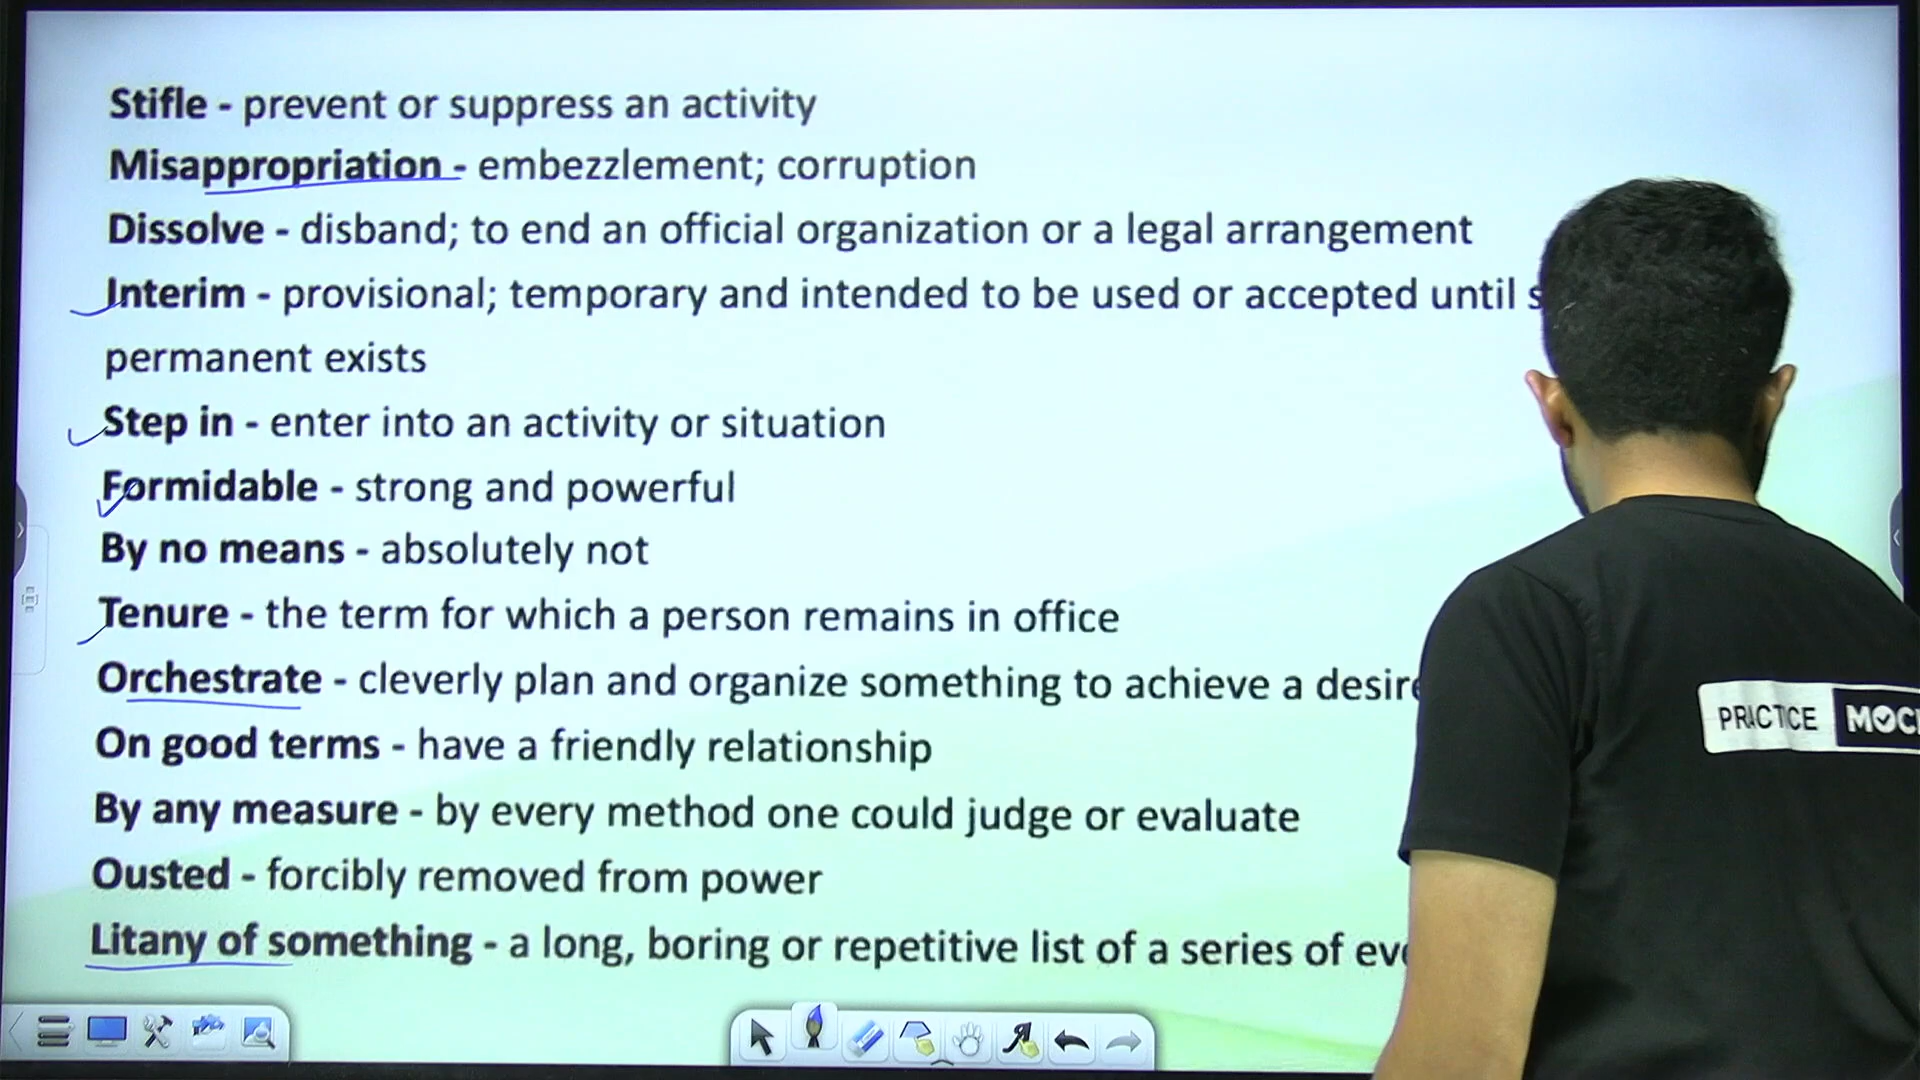 Stifle - prevent or suppress an activity
Misappropriation - embezzlement; corruption
Dissolve - disband; to end an official organization or a legal arrangement
Interim - provisional; temporary and intended to be used or accepted until
permanent exists
Step in - enter into an activity or situation
Formidable - strong and powerful
By no means - absolutely not
Tenure - the term for which a person remains in office
Orchestrate - cleverly plan and organize something to achieve a
On good terms - have a friendly relationship
By any measure - by every method one could judge or evaluate
Ousted - forcibly removed from power
Litany of something - a long, boring or repetitive list of a series of
PRACTICE